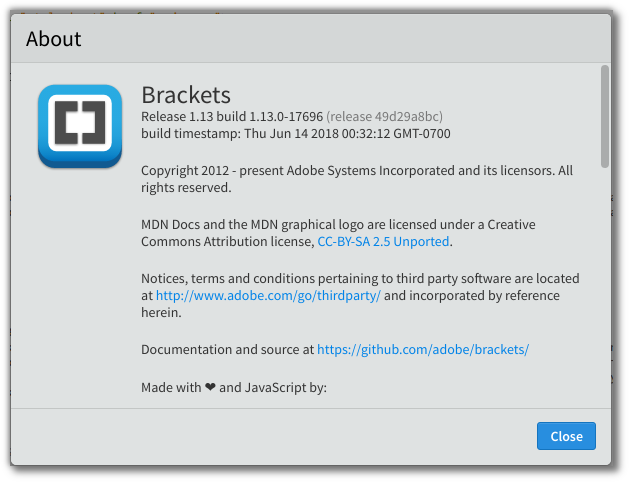 About
Brackets
Release 1.13 build 1.13.0-17696 (release 49d29a8bc)
build timestamp: Thu Jun 14 2018 00:32:12 GMT-0700
Copyright 2012 - present Adobe Systems Incorporated and its licensors. All
rights reserved.
MDN Docs and the MDN graphical logo are licensed under a Creative
Commons Attribution license, CC-BY-SA 2.5 Unported.
Notices, terms and conditions pertaining to third party software are located
at http://www.adobe.com/go/thirdparty/ and incorporated by reference
herein.
Documentation and source at https://github.com/adobe/brackets/
Made with ❤ and JavaScript by:
Close